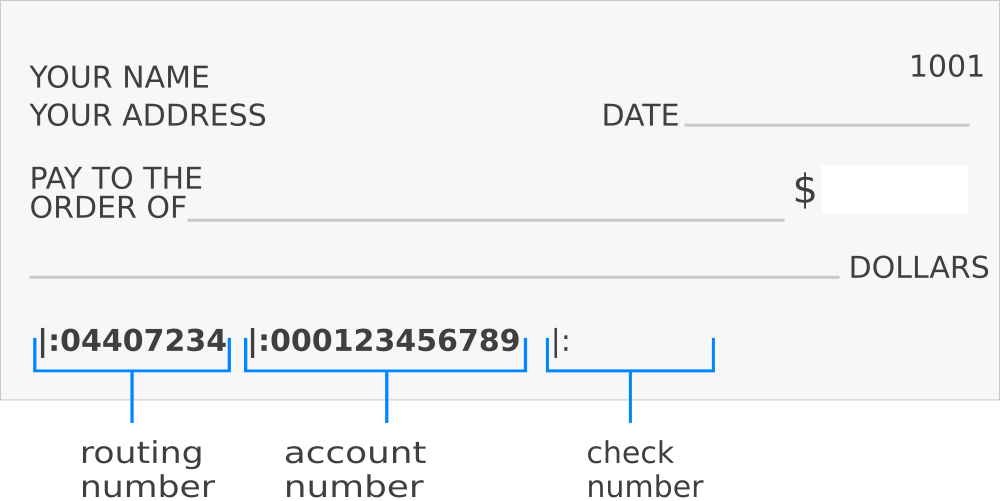 1001
YOUR NAME
YOUR ADDRESS
DATE
PAY TO THE
ORDER OF
$
DOLLARS
|:04407234 |:000123456789 |:
routing account check
number number number